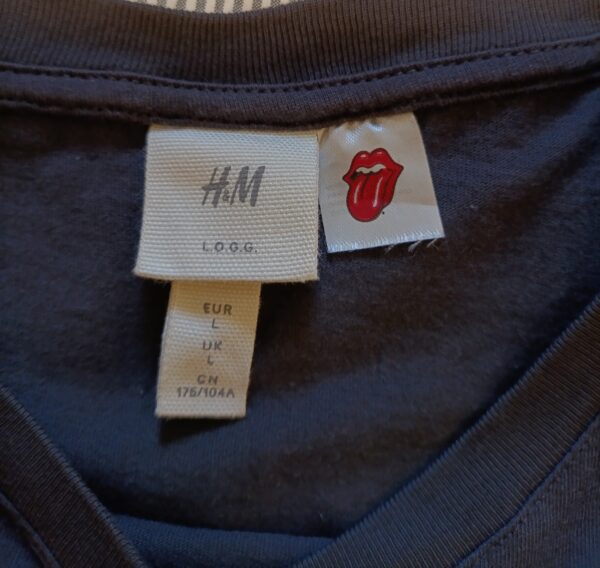 H&M
L.O.G.G.
EUR
L
UK
L
CN
175/104A